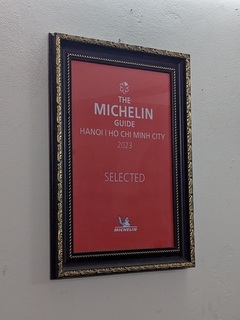 THE
MICHELIN
GUIDE
HANOI | HO CHI MINH CITY
2023
SELECTED
MICHELIN